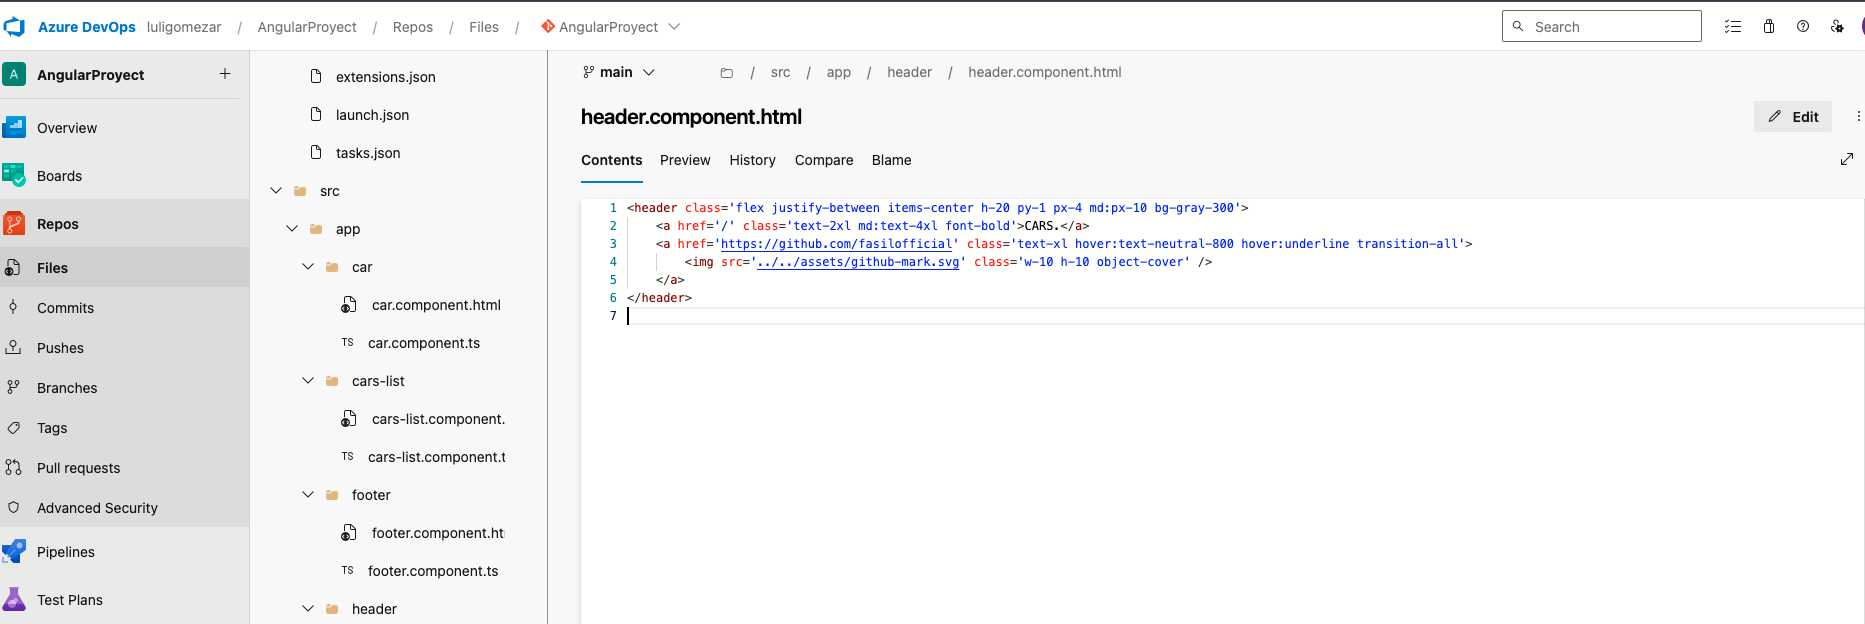 Azure DevOps luligomezar / AngularProyect / Repos / Files / AngularProyect
Search
A AngularProyect +
Overview
Boards
Repos
Files
Commits
Pushes
Branches
Tags
Pull requests
Advanced Security
Pipelines
Test Plans
extensions.json
launch.json
tasks.json
src
app
car
car.component.html
TS car.component.ts
cars-list
cars-list.component.
TS cars-list.component.t
footer
footer.component.ht
TS footer.component.ts
header
main / src / app / header / header.component.html
header.component.html
Edit
Contents Preview History Compare Blame
1 <header class='flex justify-between items-center h-20 py-1 px-4 md:px-10 bg-gray-300'>
2 <a href='/' class='text-2xl md:text-4xl font-bold'>CARS.</a>
3 <a href='https://github.com/fasilofficial' class='text-xl hover:text-neutral-800 hover:underline transition-all'>
4 <img src='../../assets/github-mark.svg' class='w-10 h-10 object-cover' />
5 </a>
6 </header>
7